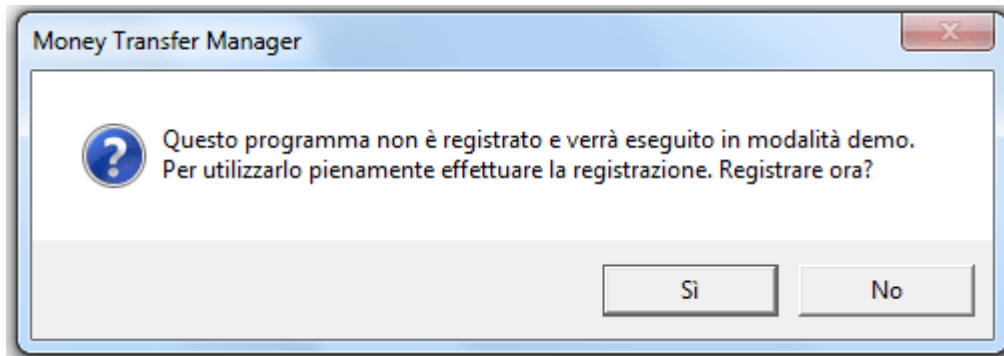 Money Transfer Manager
Questo programma non è registrato e verrà eseguito in modalità demo.
Per utilizzarlo pienamente effettuare la registrazione. Registrare ora?
Sì
No